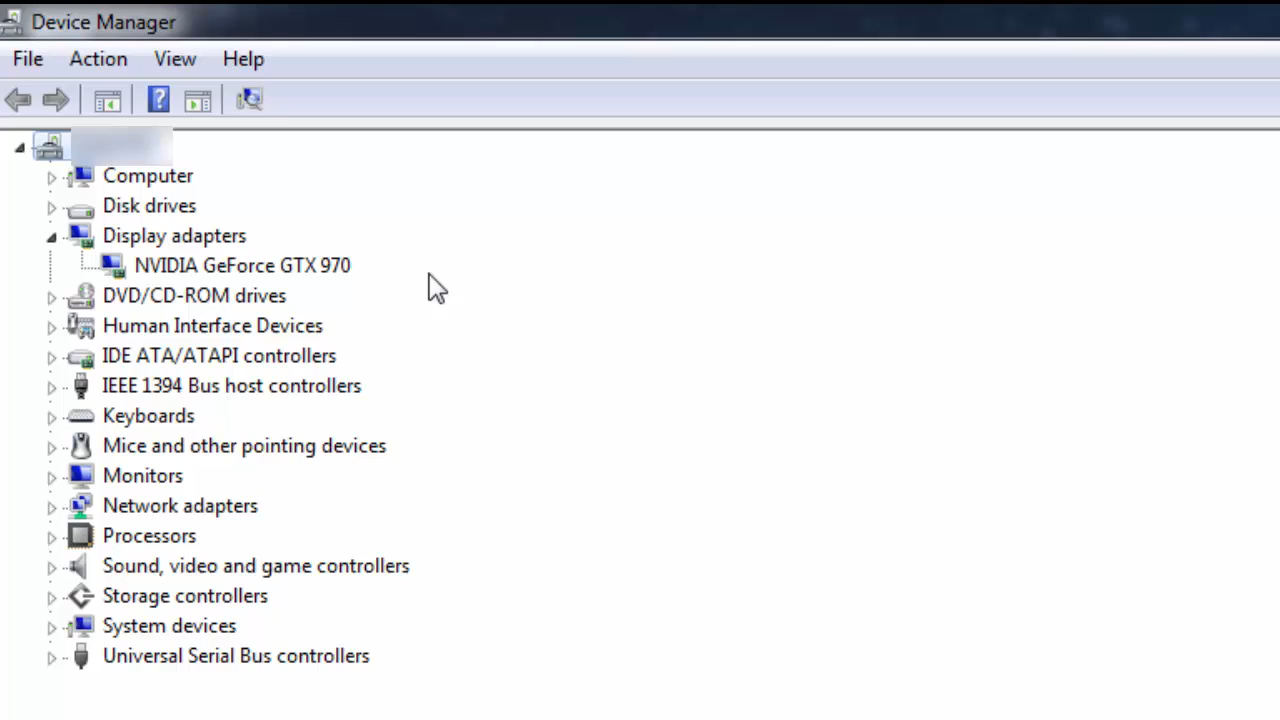 Device Manager
File Action View Help
Computer
Disk drives
Display adapters
NVIDIA GeForce GTX 970
DVD/CD-ROM drives
Human Interface Devices
IDE ATA/ATAPI controllers
IEEE 1394 Bus host controllers
Keyboards
Mice and other pointing devices
Monitors
Network adapters
Processors
Sound, video and game controllers
Storage controllers
System devices
Universal Serial Bus controllers